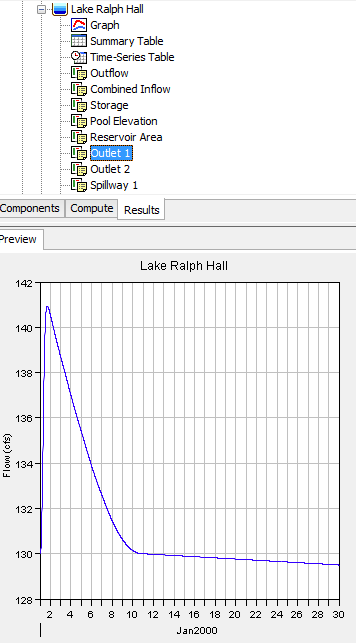 Lake Ralph Hall
Graph
Summary Table
Time-Series Table
Outflow
Combined Inflow
Storage
Pool Elevation
Reservoir Area
Outlet 1
Outlet 2
Spillway 1
Components Compute Results
Preview
Lake Ralph Hall
142
140
138
136
134
132
130
128
Flow (cfs)
2 4 6 8 10 12 14 16 18 20 22 24 26 28 30
Jan2000